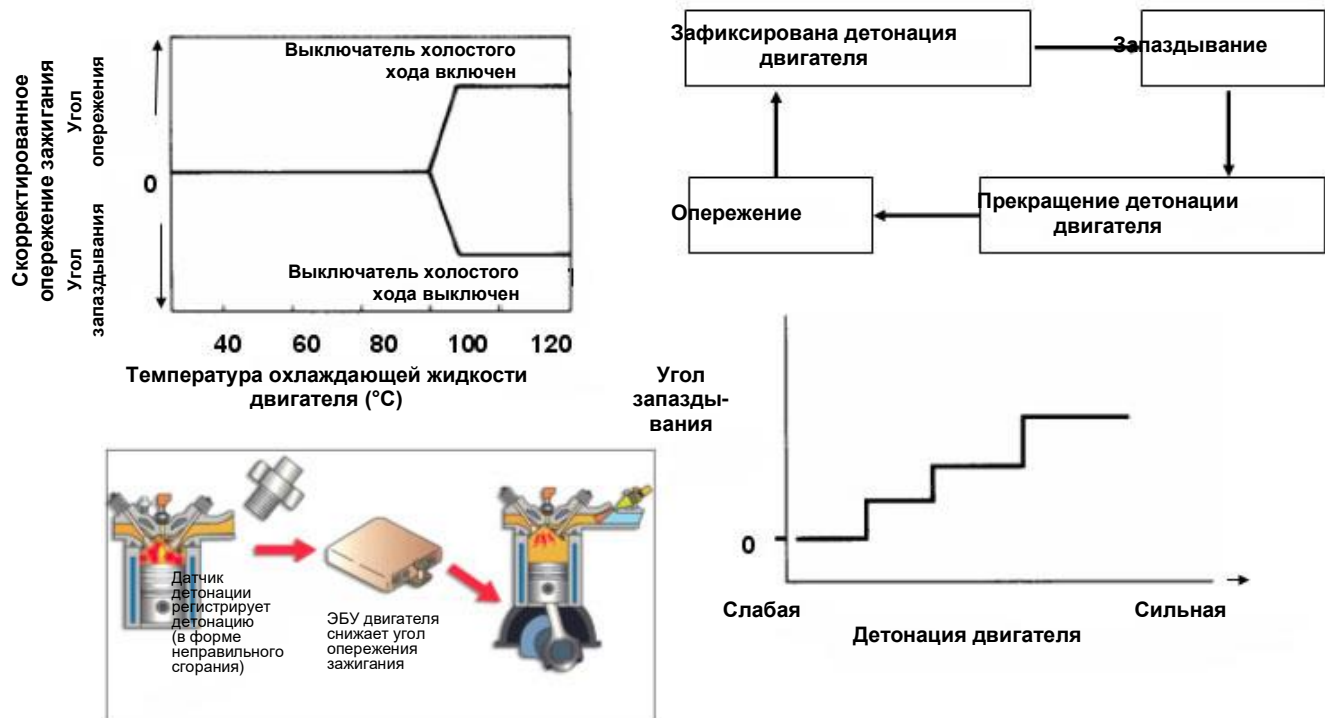 Выключатель холостого
хода включен
Скорректированное
опережение зажигания
Угол
опережения
0
Угол
запаздывания
Выключатель холостого
хода выключен
40 60 80 100 120
Температура охлаждающей жидкости
двигателя (°C)
Зафиксирована детонация
двигателя
Запаздывание
Опережение
Прекращение детонации
двигателя
Датчик
детонации
регистрирует
детонацию
(в форме
неправильного
сгорания)
ЭБУ двигателя
снижает угол
опережения
зажигания
Угол
запазды-
вания
0
Слабая
Сильная
Детонация двигателя